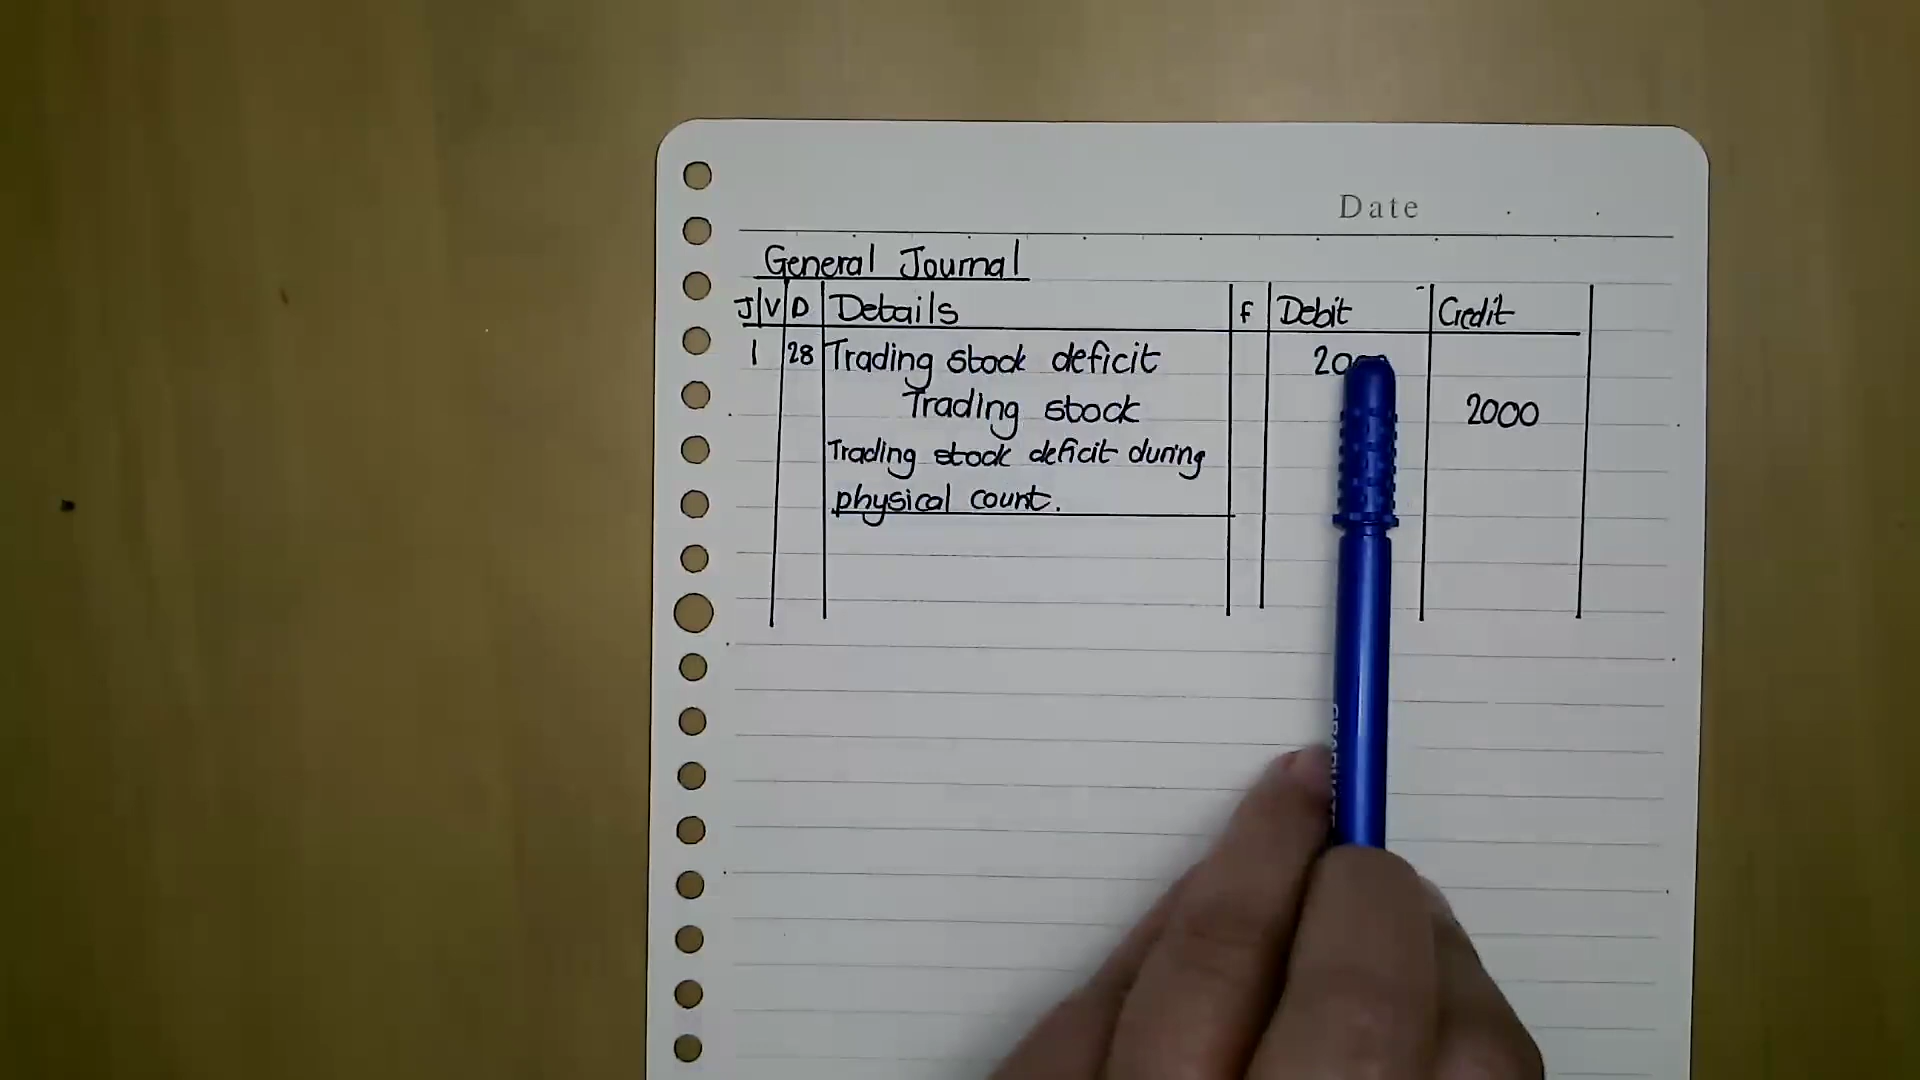 Date
General Journal
J|V D Details F Debit Credit
1 28 Trading stock deficit 2000
Trading stock 2000
Trading stock deficit during
physical count.